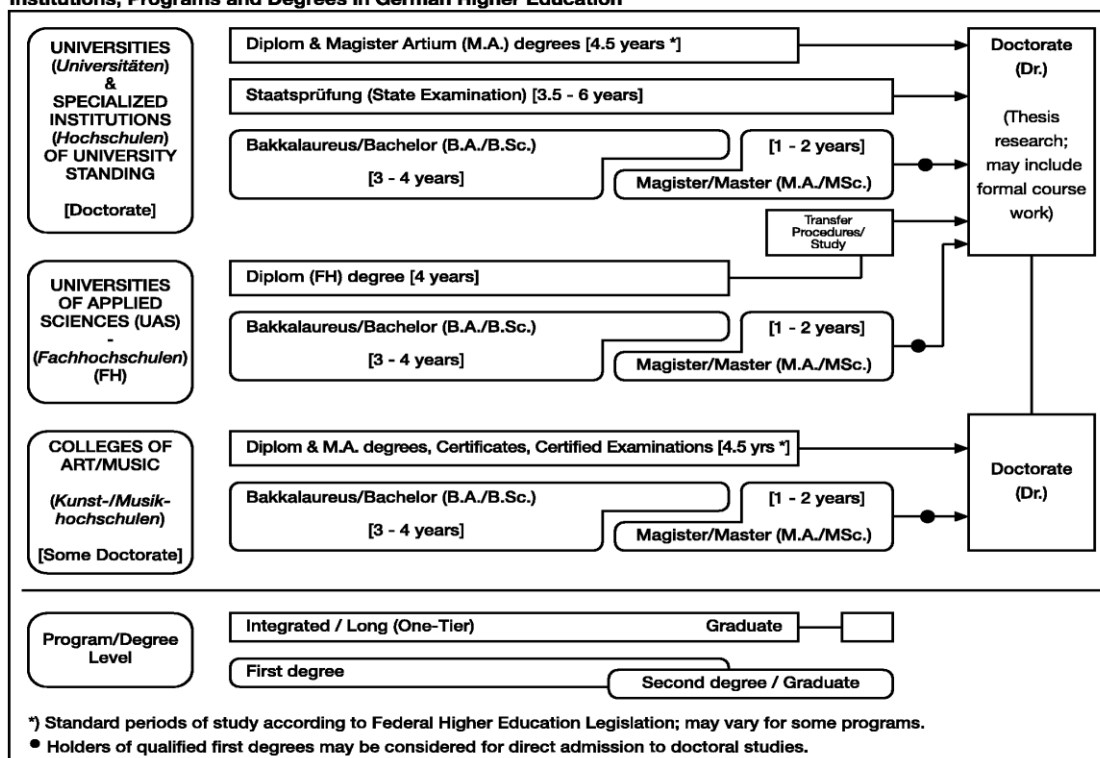 Institutions, Programs and Degrees in German Higher Education
UNIVERSITIES
(Universitäten)
&
SPECIALIZED
INSTITUTIONS
(Hochschulen)
OF UNIVERSITY
STANDING
[Doctorate]
Diplom & Magister Artium (M.A.) degrees [4.5 years *]
Staatsprüfung (State Examination) [3.5 - 6 years]
Bakkalaureus/Bachelor (B.A./B.Sc.)
[3 - 4 years]
[1 - 2 years]
Magister/Master (M.A./MSc.)
Transfer
Procedures/
Study
Doctorate
(Dr.)
(Thesis
research;
may include
formal course
work)
UNIVERSITIES
OF APPLIED
SCIENCES (UAS)
-
(Fachhochschulen)
(FH)
Diplom (FH) degree [4 years]
Bakkalaureus/Bachelor (B.A./B.Sc.)
[3 - 4 years]
[1 - 2 years]
Magister/Master (M.A./MSc.)
COLLEGES OF
ART/MUSIC
(Kunst-/Musik-
hochschulen)
[Some Doctorate]
Diplom & M.A. degrees, Certificates, Certified Examinations [4.5 yrs *]
Bakkalaureus/Bachelor (B.A./B.Sc.)
[3 - 4 years]
[1 - 2 years]
Magister/Master (M.A./MSc.)
Doctorate
(Dr.)
Program/Degree
Level
Integrated / Long (One-Tier) Graduate
First degree
Second degree / Graduate
*) Standard periods of study according to Federal Higher Education Legislation; may vary for some programs.
● Holders of qualified first degrees may be considered for direct admission to doctoral studies.